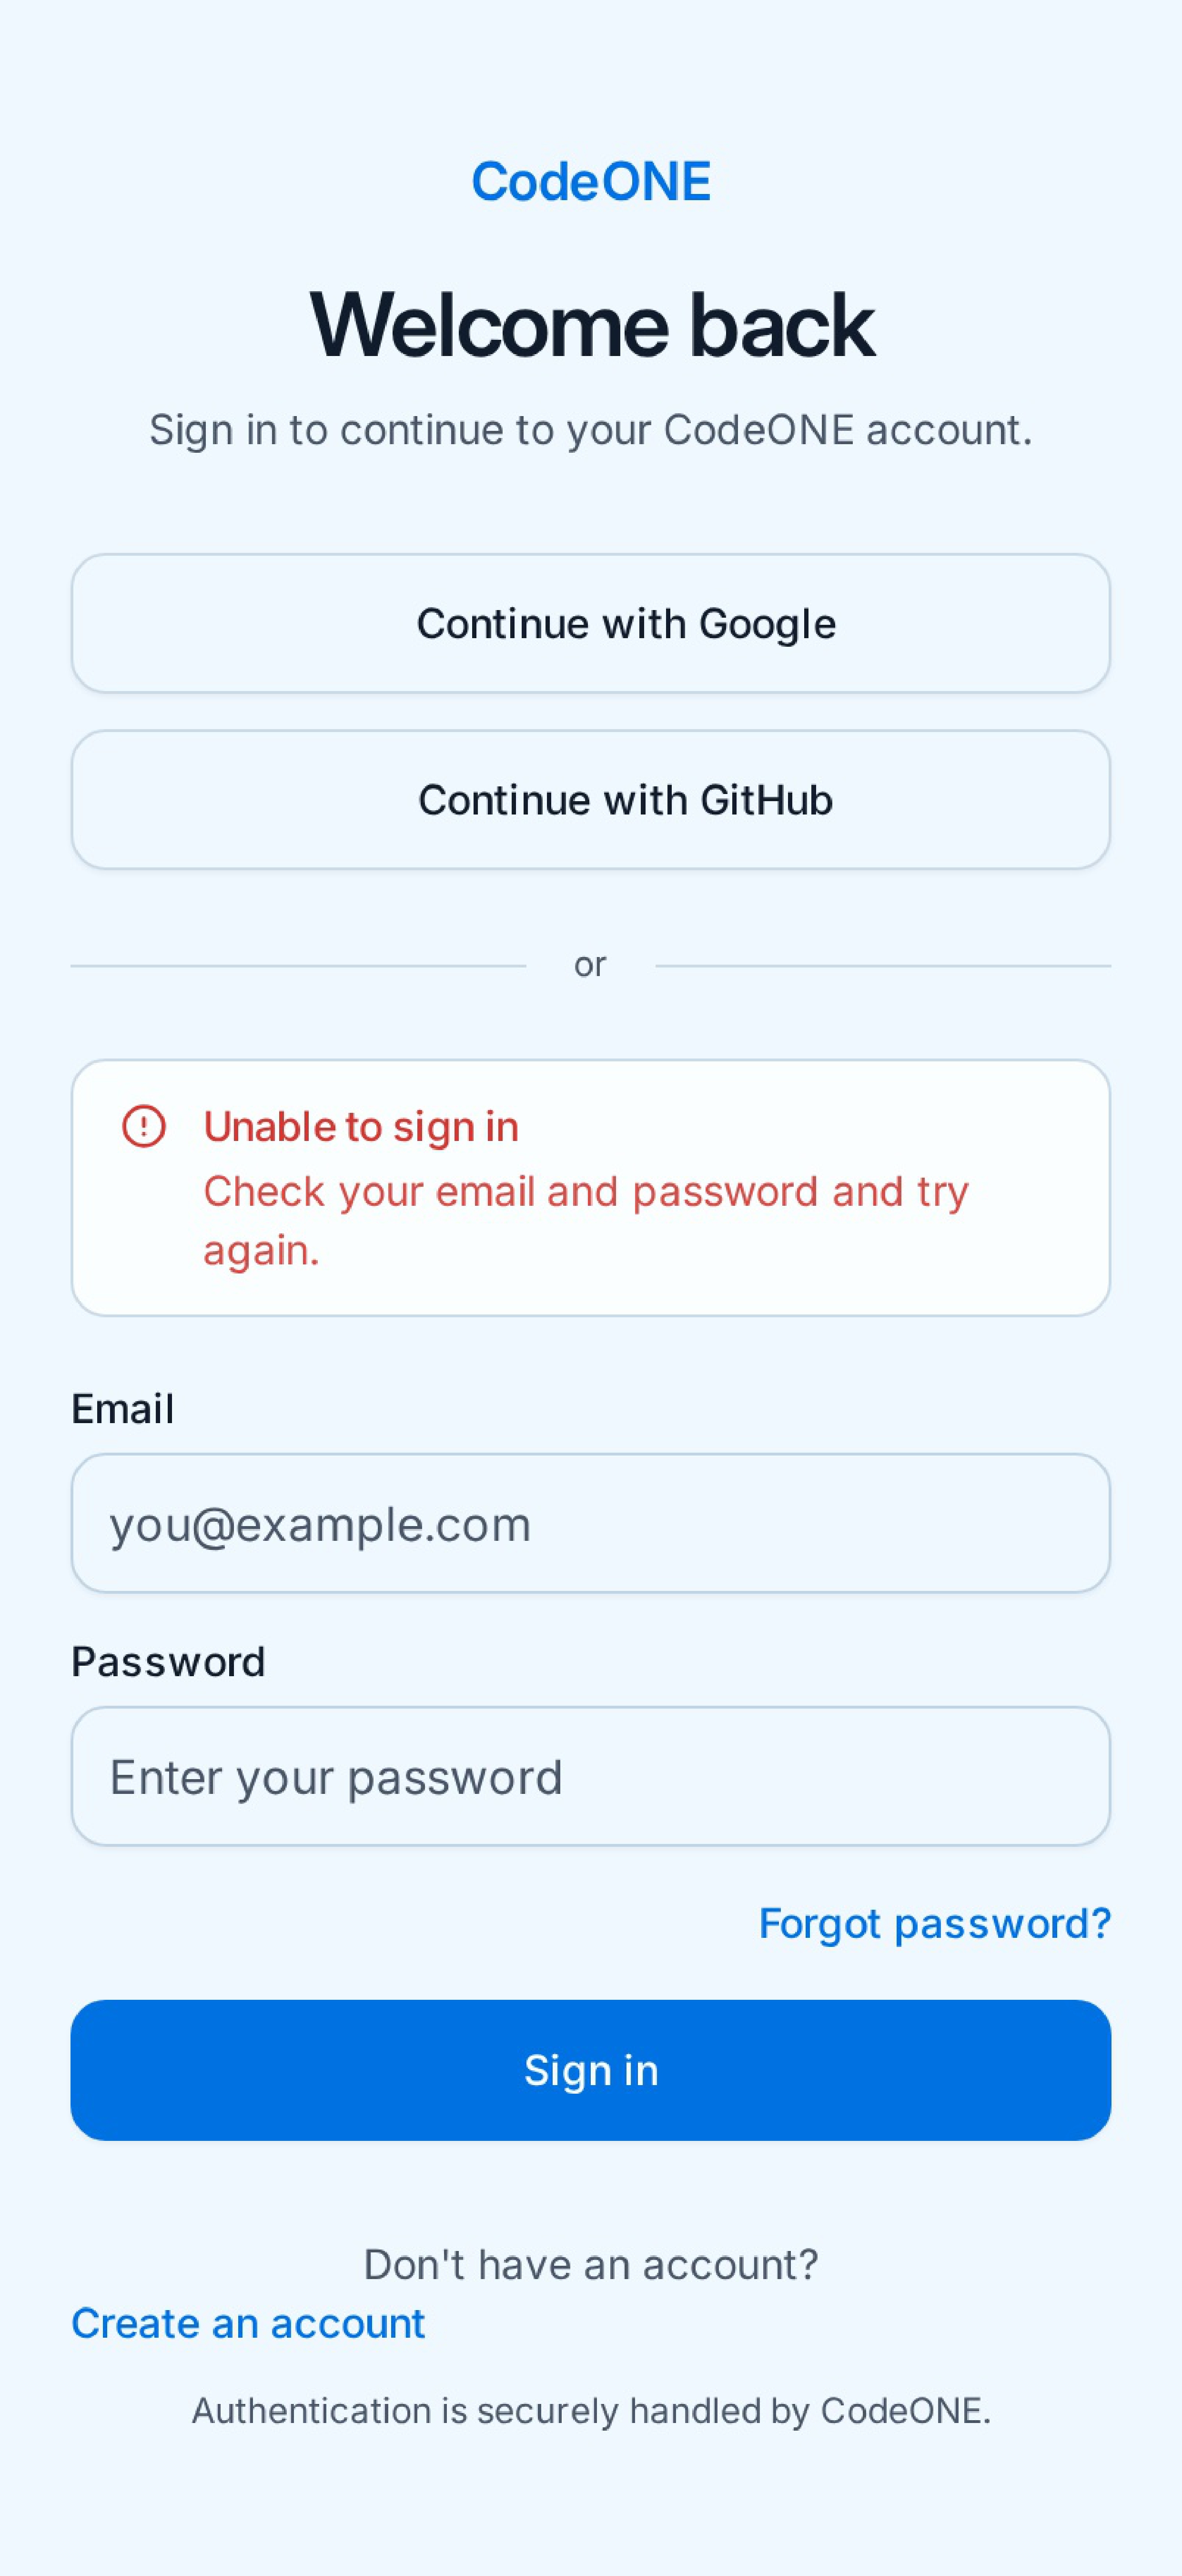 CodeONE
Welcome back
Sign in to continue to your CodeONE account.
Continue with Google
Continue with GitHub
or
Unable to sign in
Check your email and password and try
again.
Email
you@example.com
Password
Enter your password
Forgot password?
Sign in
Don't have an account?
Create an account
Authentication is securely handled by CodeONE.